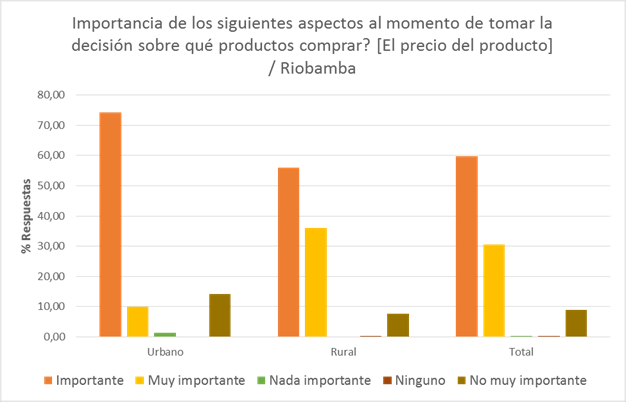 Importancia de los siguientes aspectos al momento de tomar la
decisión sobre qué productos comprar? [El precio del producto]
/ Riobamba
80,00
70,00
60,00
50,00
40,00
30,00
20,00
10,00
0,00
% Respuestas
Urbano Rural Total
Importante Muy importante Nada importante Ninguno No muy importante